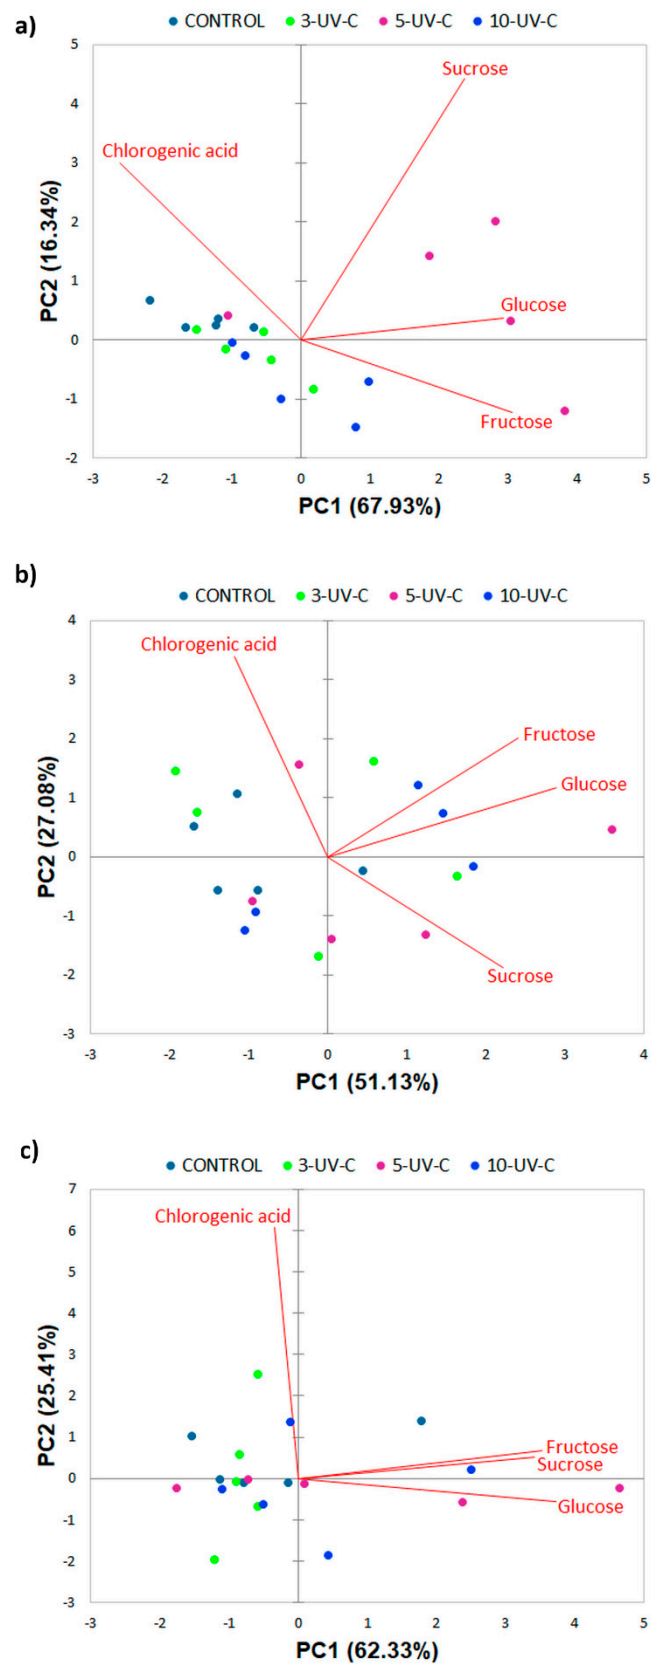 a)
CONTROL 3-UV-C 5-UV-C 10-UV-C
5
4
3
2
1
0
-1
-2
PC2 (16.34%)
Sucrose
Chlorogenic acid
Glucose
Fructose
-3 -2 -1 0 1 2 3 4 5
PC1 (67.93%)
b)
CONTROL 3-UV-C 5-UV-C 10-UV-C
4
3
2
1
0
-1
-2
-3
PC2 (27.08%)
Chlorogenic acid
Fructose
Glucose
Sucrose
-3 -2 -1 0 1 2 3 4
PC1 (51.13%)
c)
CONTROL 3-UV-C 5-UV-C 10-UV-C
7
6
5
4
3
2
1
0
-1
-2
-3
PC2 (25.41%)
Chlorogenic acid
Fructose
Sucrose
Glucose
-3 -2 -1 0 1 2 3 4 5
PC1 (62.33%)